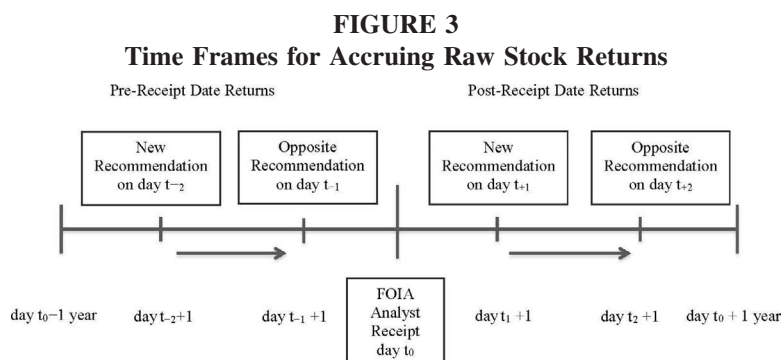 FIGURE 3
Time Frames for Accruing Raw Stock Returns
Pre-Receipt Date Returns
Post-Receipt Date Returns
New
Recommendation
on day t−2
Opposite
Recommendation
on day t−1
New
Recommendation
on day t+1
Opposite
Recommendation
on day t+2
day t0−1 year
day t−2+1
day t−1 +1
FOIA
Analyst
Receipt
day t0
day t1 +1
day t2 +1
day t0 + 1 year